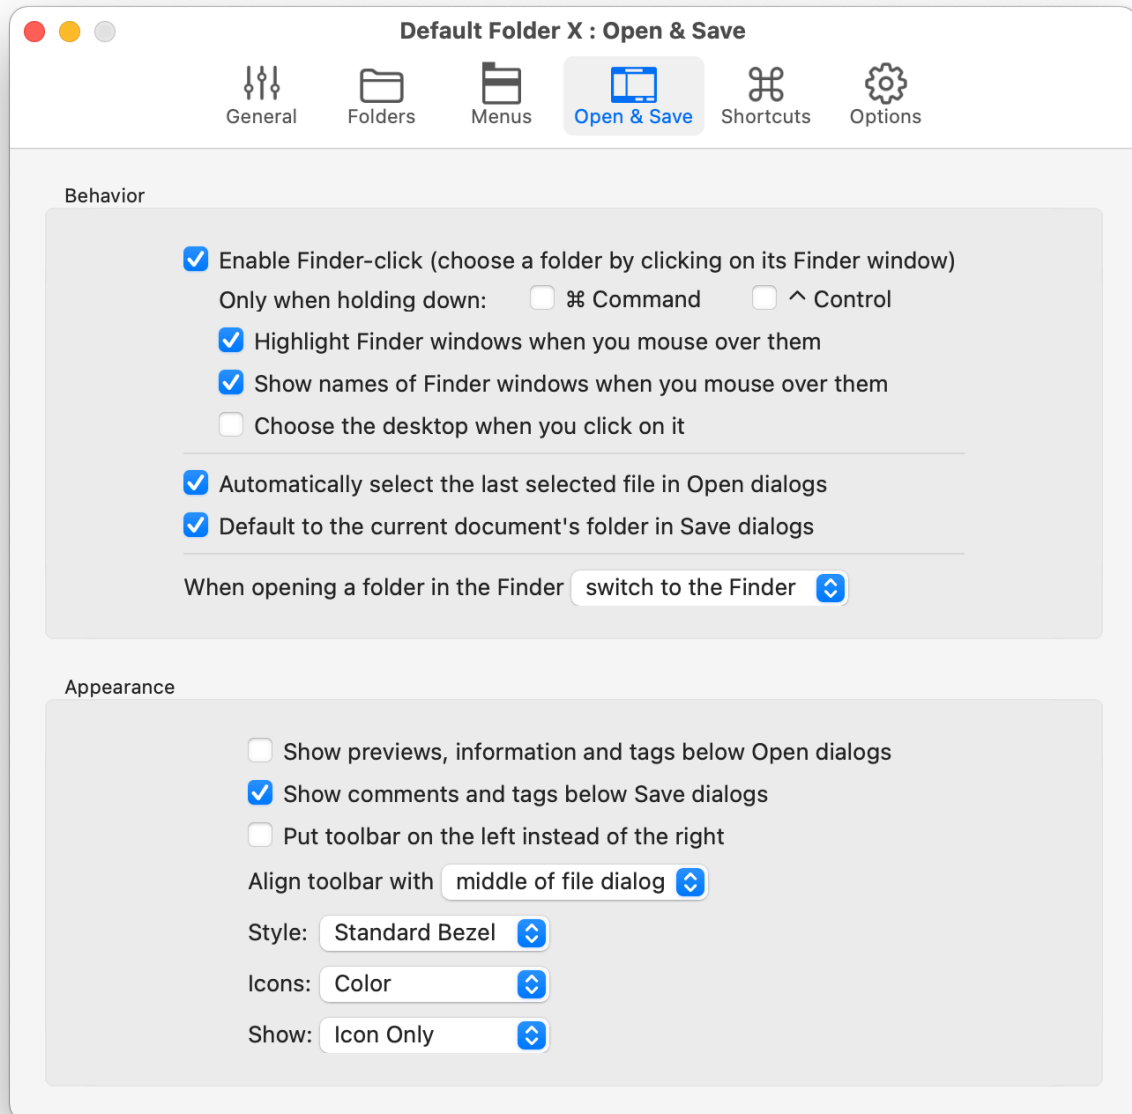 Default Folder X : Open & Save
General Folders Menus Open & Save Shortcuts Options
Behavior
Enable Finder-click (choose a folder by clicking on its Finder window)
Only when holding down: ⌘ Command ^ Control
Highlight Finder windows when you mouse over them
Show names of Finder windows when you mouse over them
Choose the desktop when you click on it
Automatically select the last selected file in Open dialogs
Default to the current document's folder in Save dialogs
When opening a folder in the Finder switch to the Finder
Appearance
Show previews, information and tags below Open dialogs
Show comments and tags below Save dialogs
Put toolbar on the left instead of the right
Align toolbar with middle of file dialog
Style: Standard Bezel
Icons: Color
Show: Icon Only